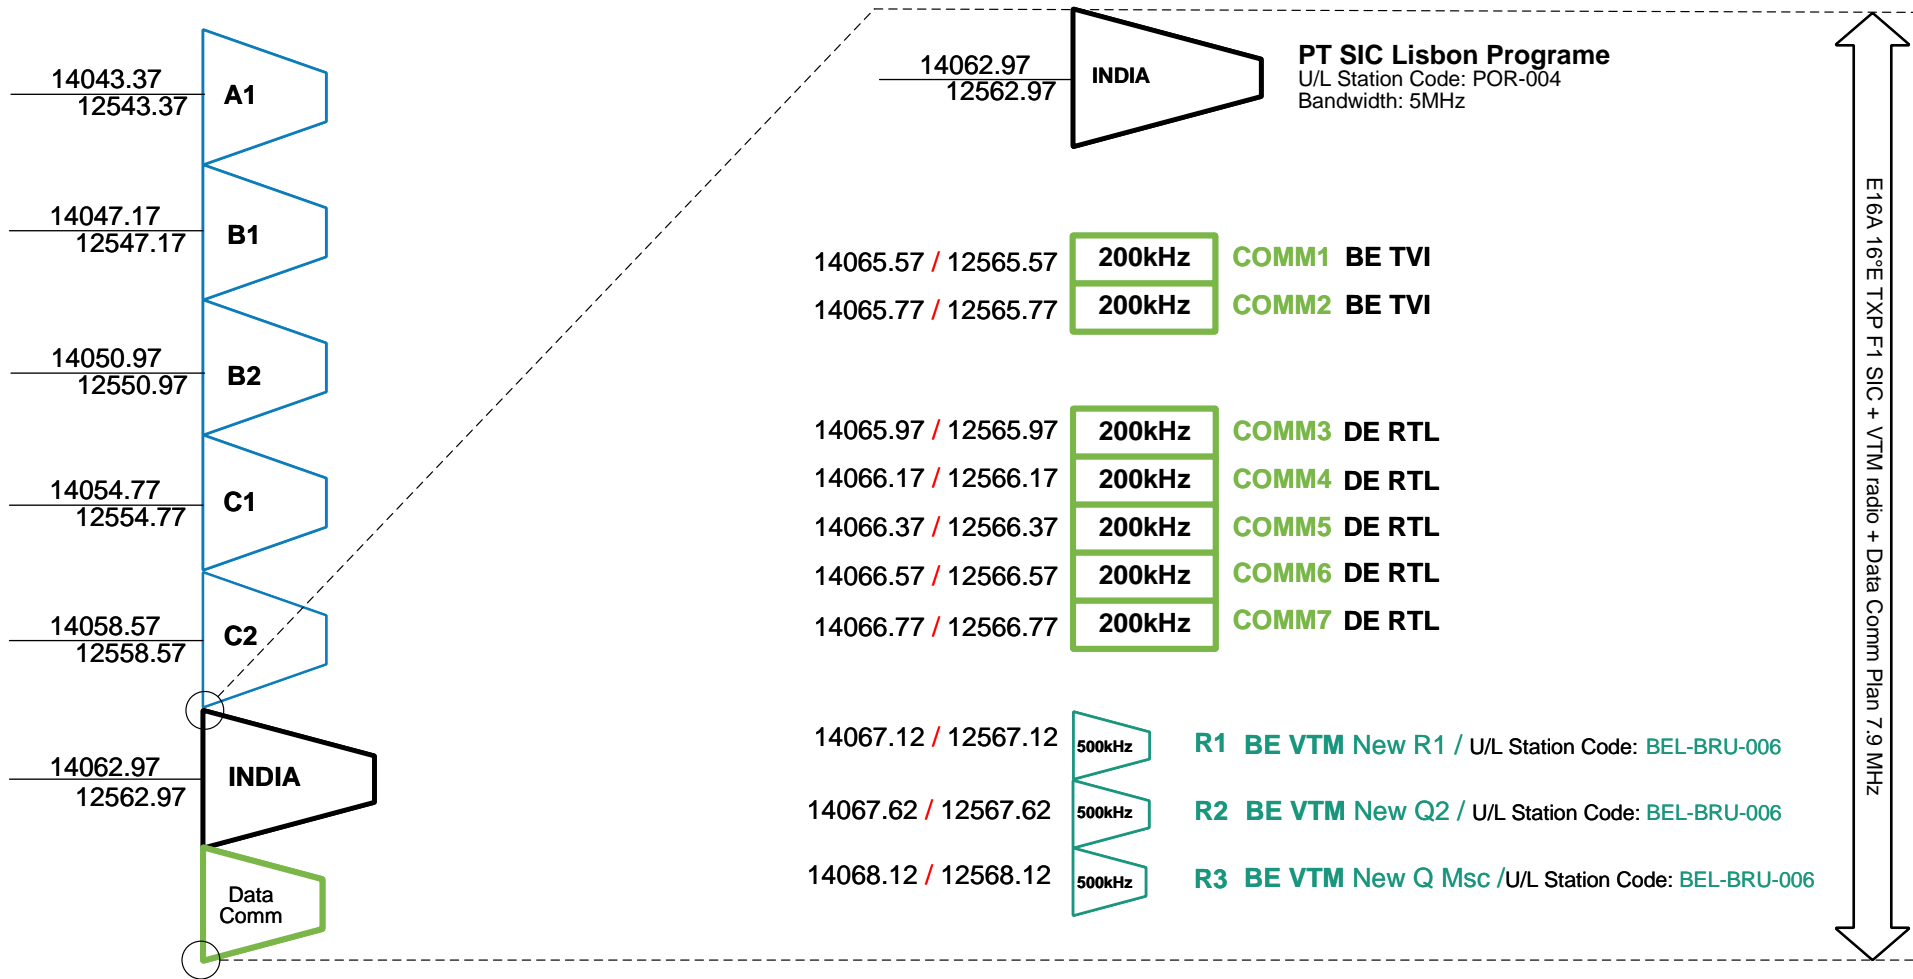 14043.37
12543.37
A1
14047.17
12547.17
B1
14050.97
12550.97
B2
14054.77
12554.77
C1
14058.57
12558.57
C2
14062.97
12562.97
INDIA
Data
Comm
14062.97
12562.97
INDIA
PT SIC Lisbon Programe
U/L Station Code: POR-004
Bandwidth: 5MHz
14065.57 / 12565.57 200kHz COMM1 BE TVI
14065.77 / 12565.77 200kHz COMM2 BE TVI
14065.97 / 12565.97 200kHz COMM3 DE RTL
14066.17 / 12566.17 200kHz COMM4 DE RTL
14066.37 / 12566.37 200kHz COMM5 DE RTL
14066.57 / 12566.57 200kHz COMM6 DE RTL
14066.77 / 12566.77 200kHz COMM7 DE RTL
14067.12 / 12567.12 500kHz R1 BE VTM New R1 / U/L Station Code: BEL-BRU-006
14067.62 / 12567.62 500kHz R2 BE VTM New Q2 / U/L Station Code: BEL-BRU-006
14068.12 / 12568.12 500kHz R3 BE VTM New Q Msc /U/L Station Code: BEL-BRU-006
E16A 16°E TXP F1 SIC + VTM radio + Data Comm Plan 7.9 MHz